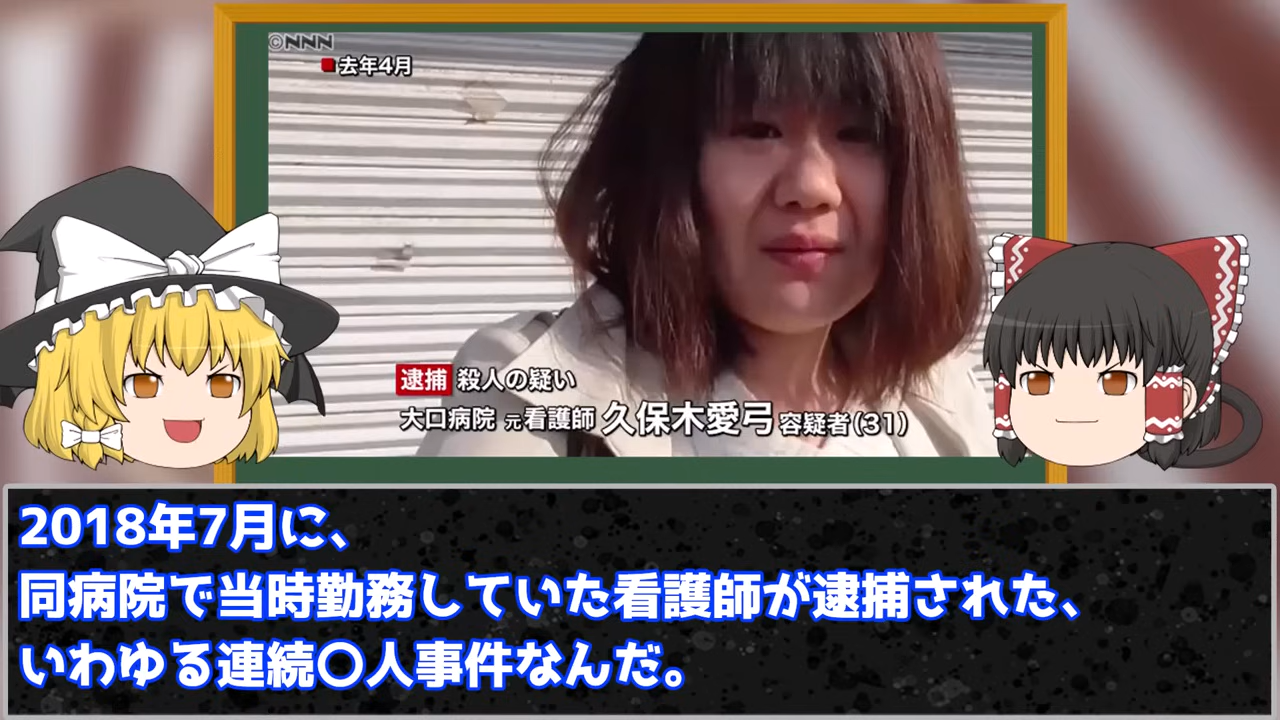 ©NNN
去年4月
逮捕 殺人の疑い
大口病院 元看護師 久保木愛弓 容疑者(31)
2018年7月に、
同病院で当時勤務していた看護師が逮捕された、
いわゆる連続〇人事件なんだ。